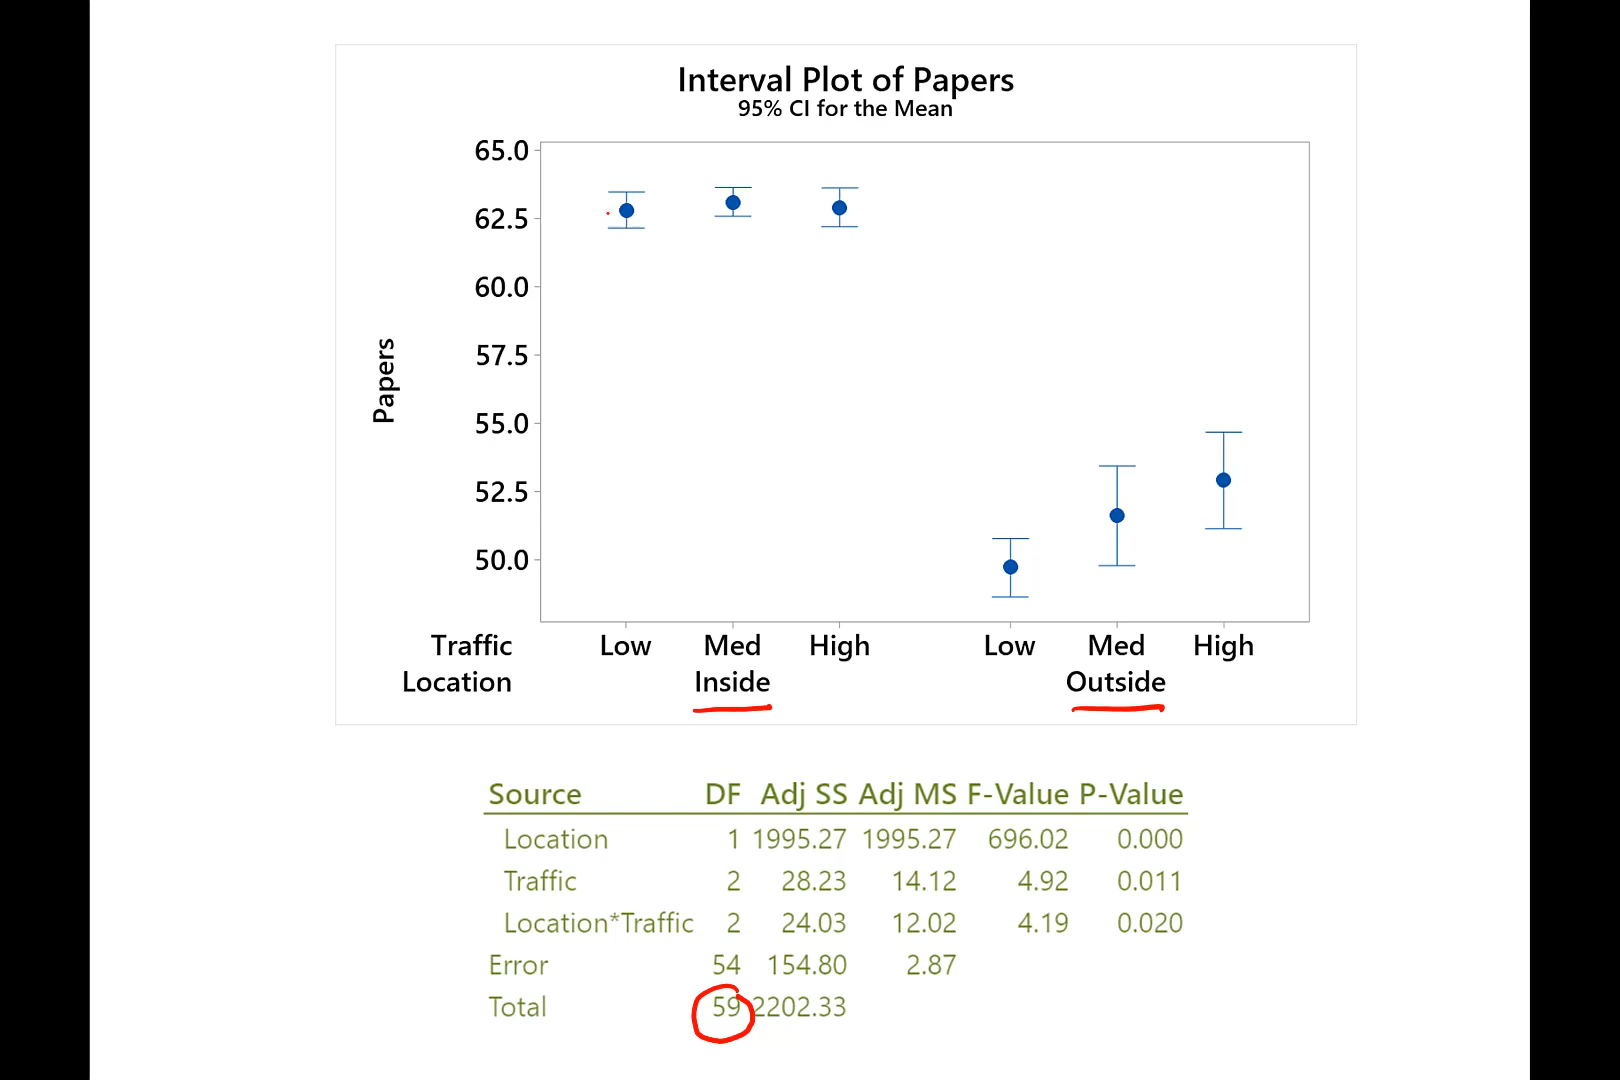 Interval Plot of Papers
95% CI for the Mean
65.0
62.5
60.0
57.5
55.0
52.5
50.0
Papers
Traffic Low Med High Low Med High
Location Inside Outside
Source DF Adj SS Adj MS F-Value P-Value
Location 1 1995.27 1995.27 696.02 0.000
Traffic 2 28.23 14.12 4.92 0.011
Location*Traffic 2 24.03 12.02 4.19 0.020
Error 54 154.80 2.87
Total 59 2202.33